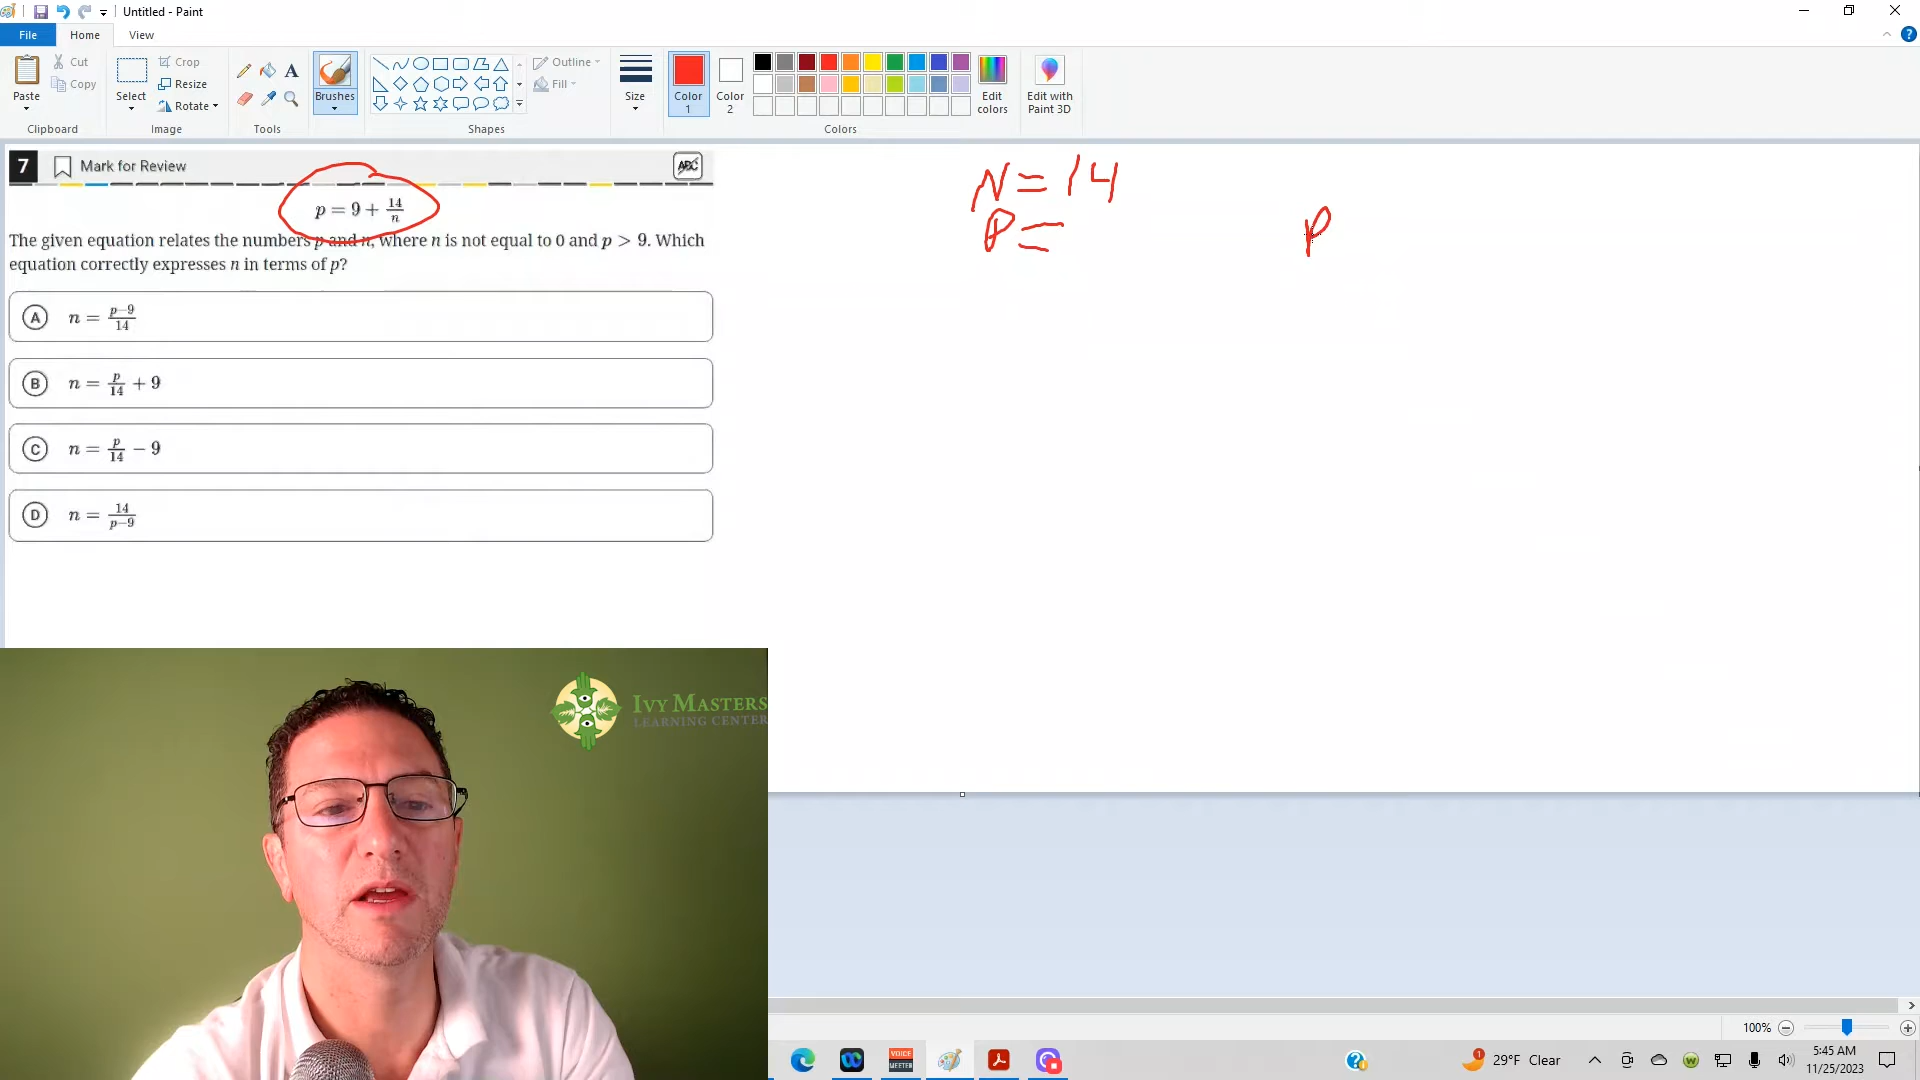 Untitled - Paint
File
Home
View
Paste
Cut
Copy
Clipboard
Select
Crop
Resize
Rotate
Image
A
Tools
Brushes
Shapes
Outline
Fill
Size
Color 1
Color 2
Colors
Edit colors
Edit with Paint 3D
7 Mark for Review ABC
p = 9 + 14/n
The given equation relates the numbers p and n, where n is not equal to 0 and p > 9. Which
equation correctly expresses n in terms of p?
A n = p−9/14
B n = p/14 + 9
C n = p/14 − 9
D n = 14/p−9
N = 14
P =
P
IVY MASTERS
LEARNING CENTER
100%
VOICE MEETER
1
29°F Clear
5:45 AM
11/25/2023